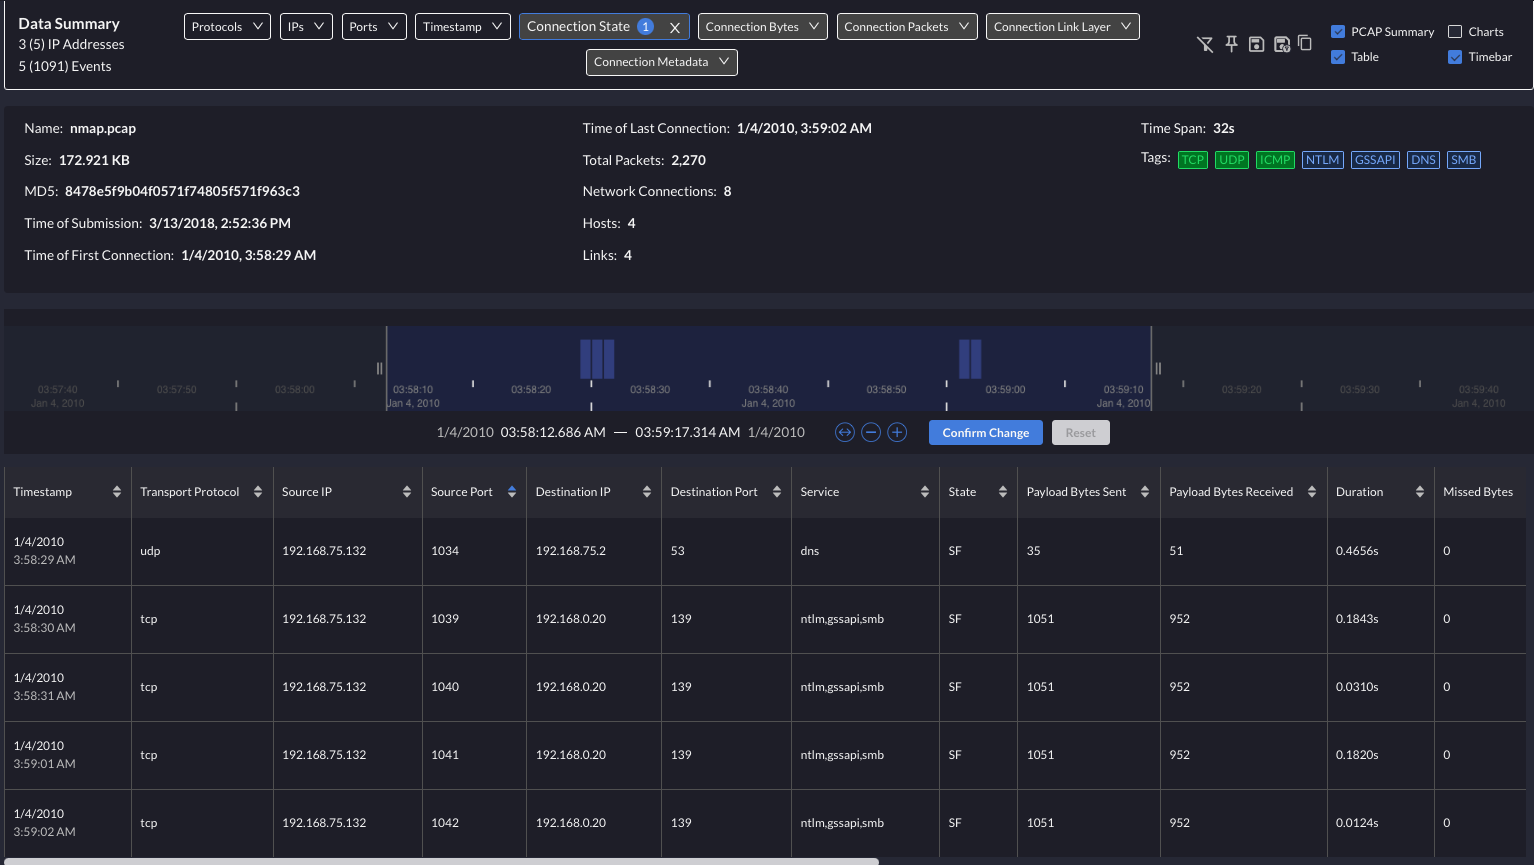 Data Summary
3 (5) IP Addresses
5 (1091) Events
Protocols IPs Ports Timestamp Connection State 1 X Connection Bytes Connection Packets Connection Link Layer
Connection Metadata
PCAP Summary Charts
Table Timebar
Name: nmap.pcap
Size: 172.921 KB
MD5: 8478e5f9b04f0571f74805f571f963c3
Time of Submission: 3/13/2018, 2:52:36 PM
Time of First Connection: 1/4/2010, 3:58:29 AM
Time of Last Connection: 1/4/2010, 3:59:02 AM
Total Packets: 2,270
Network Connections: 8
Hosts: 4
Links: 4
Time Span: 32s
Tags: TCP UDP ICMP NTLM GSSAPI DNS SMB
03:57:40 03:57:50 03:58:00 03:58:10 03:58:20 03:58:30 03:58:40 03:58:50 03:59:00 03:59:10 03:59:20 03:59:30 03:59:40
Jan 4, 2010 Jan 4, 2010 Jan 4, 2010 Jan 4, 2010 Jan 4, 2010
1/4/2010 03:58:12.686 AM — 03:59:17.314 AM 1/4/2010 Confirm Change Reset
Timestamp Transport Protocol Source IP Source Port Destination IP Destination Port Service State Payload Bytes Sent Payload Bytes Received Duration Missed Bytes
1/4/2010
3:58:29 AM udp 192.168.75.132 1034 192.168.75.2 53 dns SF 35 51 0.4656s 0
1/4/2010
3:58:30 AM tcp 192.168.75.132 1039 192.168.0.20 139 ntlm,gssapi,smb SF 1051 952 0.1843s 0
1/4/2010
3:58:31 AM tcp 192.168.75.132 1040 192.168.0.20 139 ntlm,gssapi,smb SF 1051 952 0.0310s 0
1/4/2010
3:59:01 AM tcp 192.168.75.132 1041 192.168.0.20 139 ntlm,gssapi,smb SF 1051 952 0.1820s 0
1/4/2010
3:59:02 AM tcp 192.168.75.132 1042 192.168.0.20 139 ntlm,gssapi,smb SF 1051 952 0.0124s 0